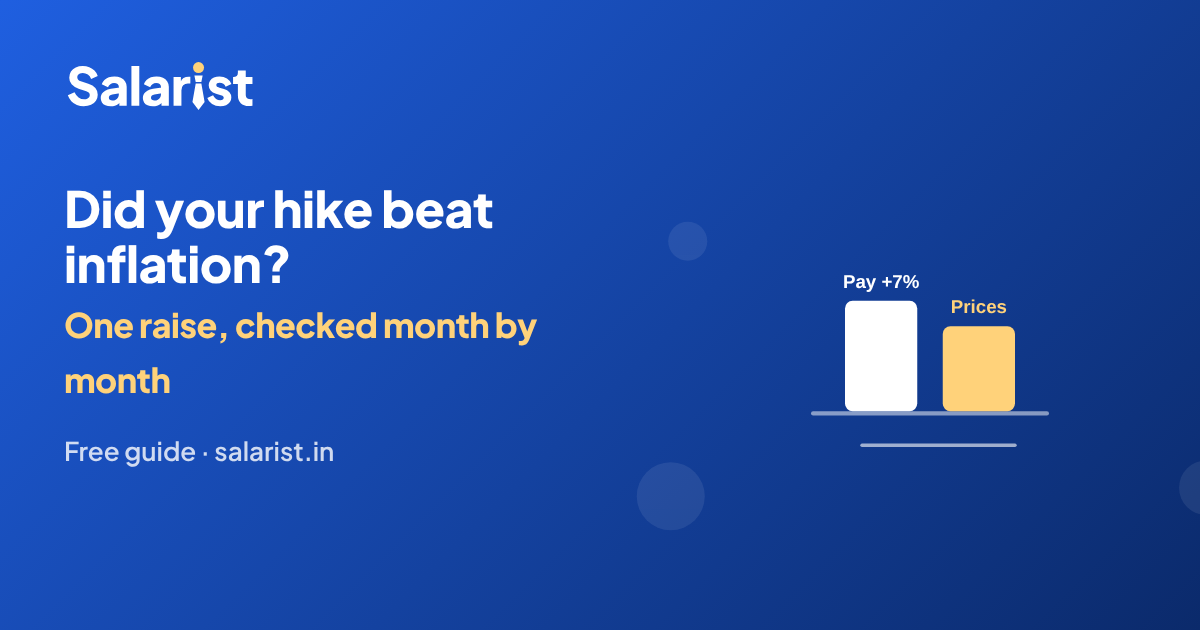 Salarist
Did your hike beat
inflation?
One raise, checked month by
month
Free guide · salarist.in
Pay +7%
Prices